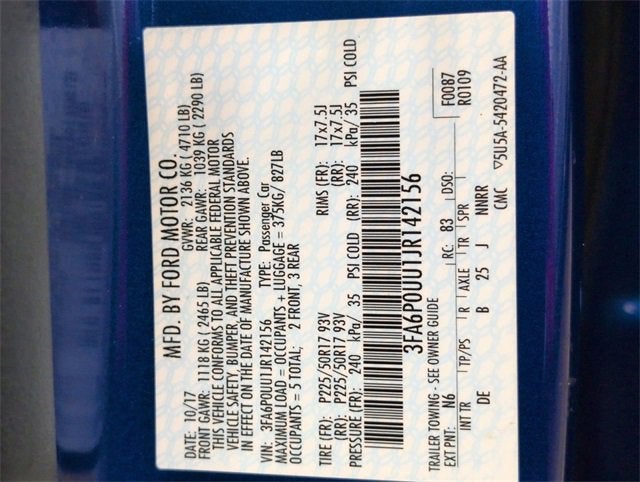 MFD. BY FORD MOTOR CO.
DATE: 10/17 GVWR: 2136 KG ( 4710 LB)
FRONT GAWR: 1118 KG ( 2465 LB) REAR GAWR: 1039 KG ( 2290 LB)
THIS VEHICLE CONFORMS TO ALL APPLICABLE FEDERAL MOTOR
VEHICLE SAFETY, BUMPER, AND THEFT PREVENTION STANDARDS
IN EFFECT ON THE DATE OF MANUFACTURE SHOWN ABOVE.
VIN: 3FA6P0UU1JR142156 TYPE: Passenger Car
MAXIMUM LOAD = OCCUPANTS + LUGGAGE = 375KG/ 827LB
OCCUPANTS = 5 TOTAL; 2 FRONT, 3 REAR
TIRE (FR): P225/50R17 93V RIMS (FR): 17x7.5J
(RR): P225/50R17 93V (RR): 17x7.5J
PRESSURE (FR): 240 kPa/ 35 PSI COLD (RR): 240 kPa/ 35 PSI COLD
3FA6P0UU1JR142156
TRAILER TOWING - SEE OWNER GUIDE F0087
EXT PNT: N6 RC: 83 DSO: R0109
INT TR TP/PS R AXLE TR SPR
DE B 25 J NNRR
CMC ▽5U5A-5420472-AA